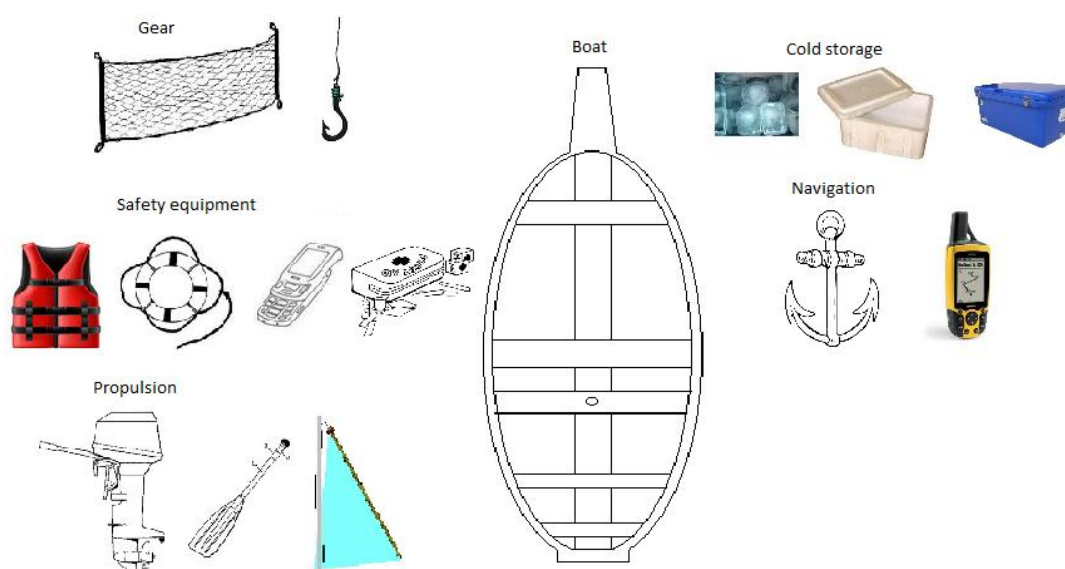 Gear
Boat
Cold storage
Safety equipment
Navigation
Propulsion